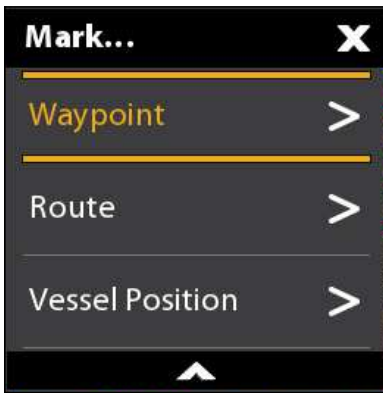 Mark...
X
Waypoint >
Route >
Vessel Position >